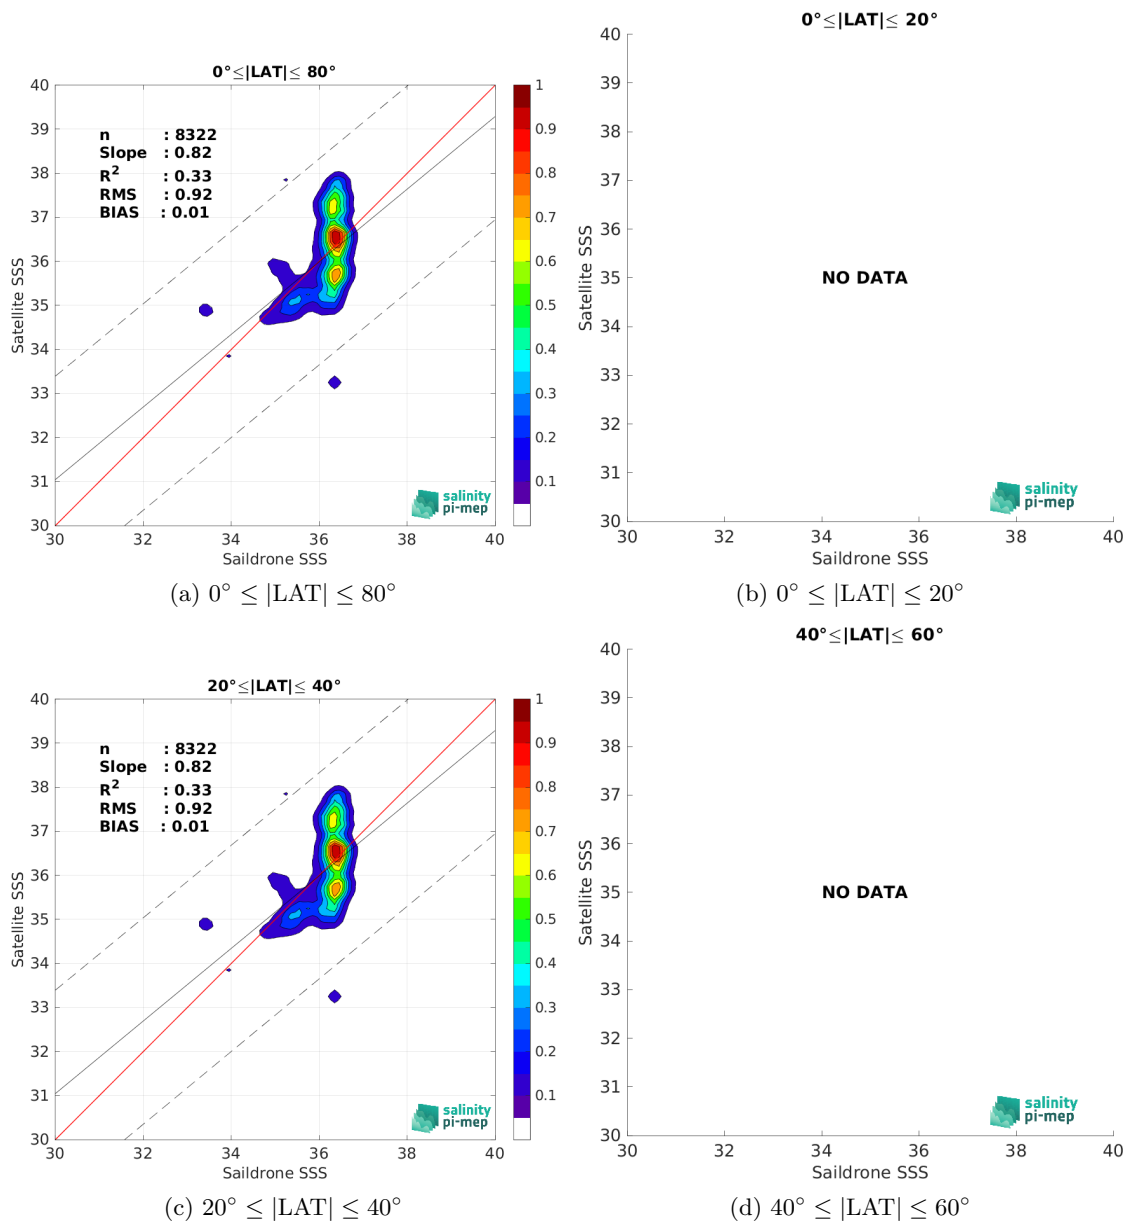 0°≤|LAT|≤ 80°
40
39
38
37
36
35
34
33
32
31
30
Satellite SSS
n : 8322
Slope : 0.82
R² : 0.33
RMS : 0.92
BIAS : 0.01
1
0.9
0.8
0.7
0.6
0.5
0.4
0.3
0.2
0.1
salinity
pi-mep
30 32 34 36 38 40
Saildrone SSS
(a) 0° ≤ |LAT| ≤ 80°
0°≤|LAT|≤ 20°
40
39
38
37
36
35
34
33
32
31
30
Satellite SSS
NO DATA
salinity
pi-mep
30 32 34 36 38 40
Saildrone SSS
(b) 0° ≤ |LAT| ≤ 20°
20°≤|LAT|≤ 40°
40
39
38
37
36
35
34
33
32
31
30
Satellite SSS
n : 8322
Slope : 0.82
R² : 0.33
RMS : 0.92
BIAS : 0.01
1
0.9
0.8
0.7
0.6
0.5
0.4
0.3
0.2
0.1
salinity
pi-mep
30 32 34 36 38 40
Saildrone SSS
(c) 20° ≤ |LAT| ≤ 40°
40°≤|LAT|≤ 60°
40
39
38
37
36
35
34
33
32
31
30
Satellite SSS
NO DATA
salinity
pi-mep
30 32 34 36 38 40
Saildrone SSS
(d) 40° ≤ |LAT| ≤ 60°